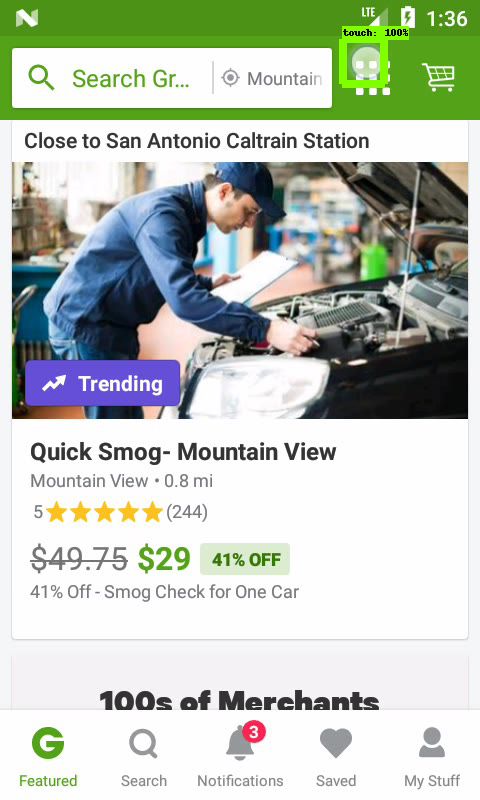 LTE 1:36
touch: 100%
Search Gr... Mountain
Close to San Antonio Caltrain Station
Trending
Quick Smog- Mountain View
Mountain View • 0.8 mi
5 (244)
$49.75 $29 41% OFF
41% Off - Smog Check for One Car
100s of Merchants
3
Featured Search Notifications Saved My Stuff